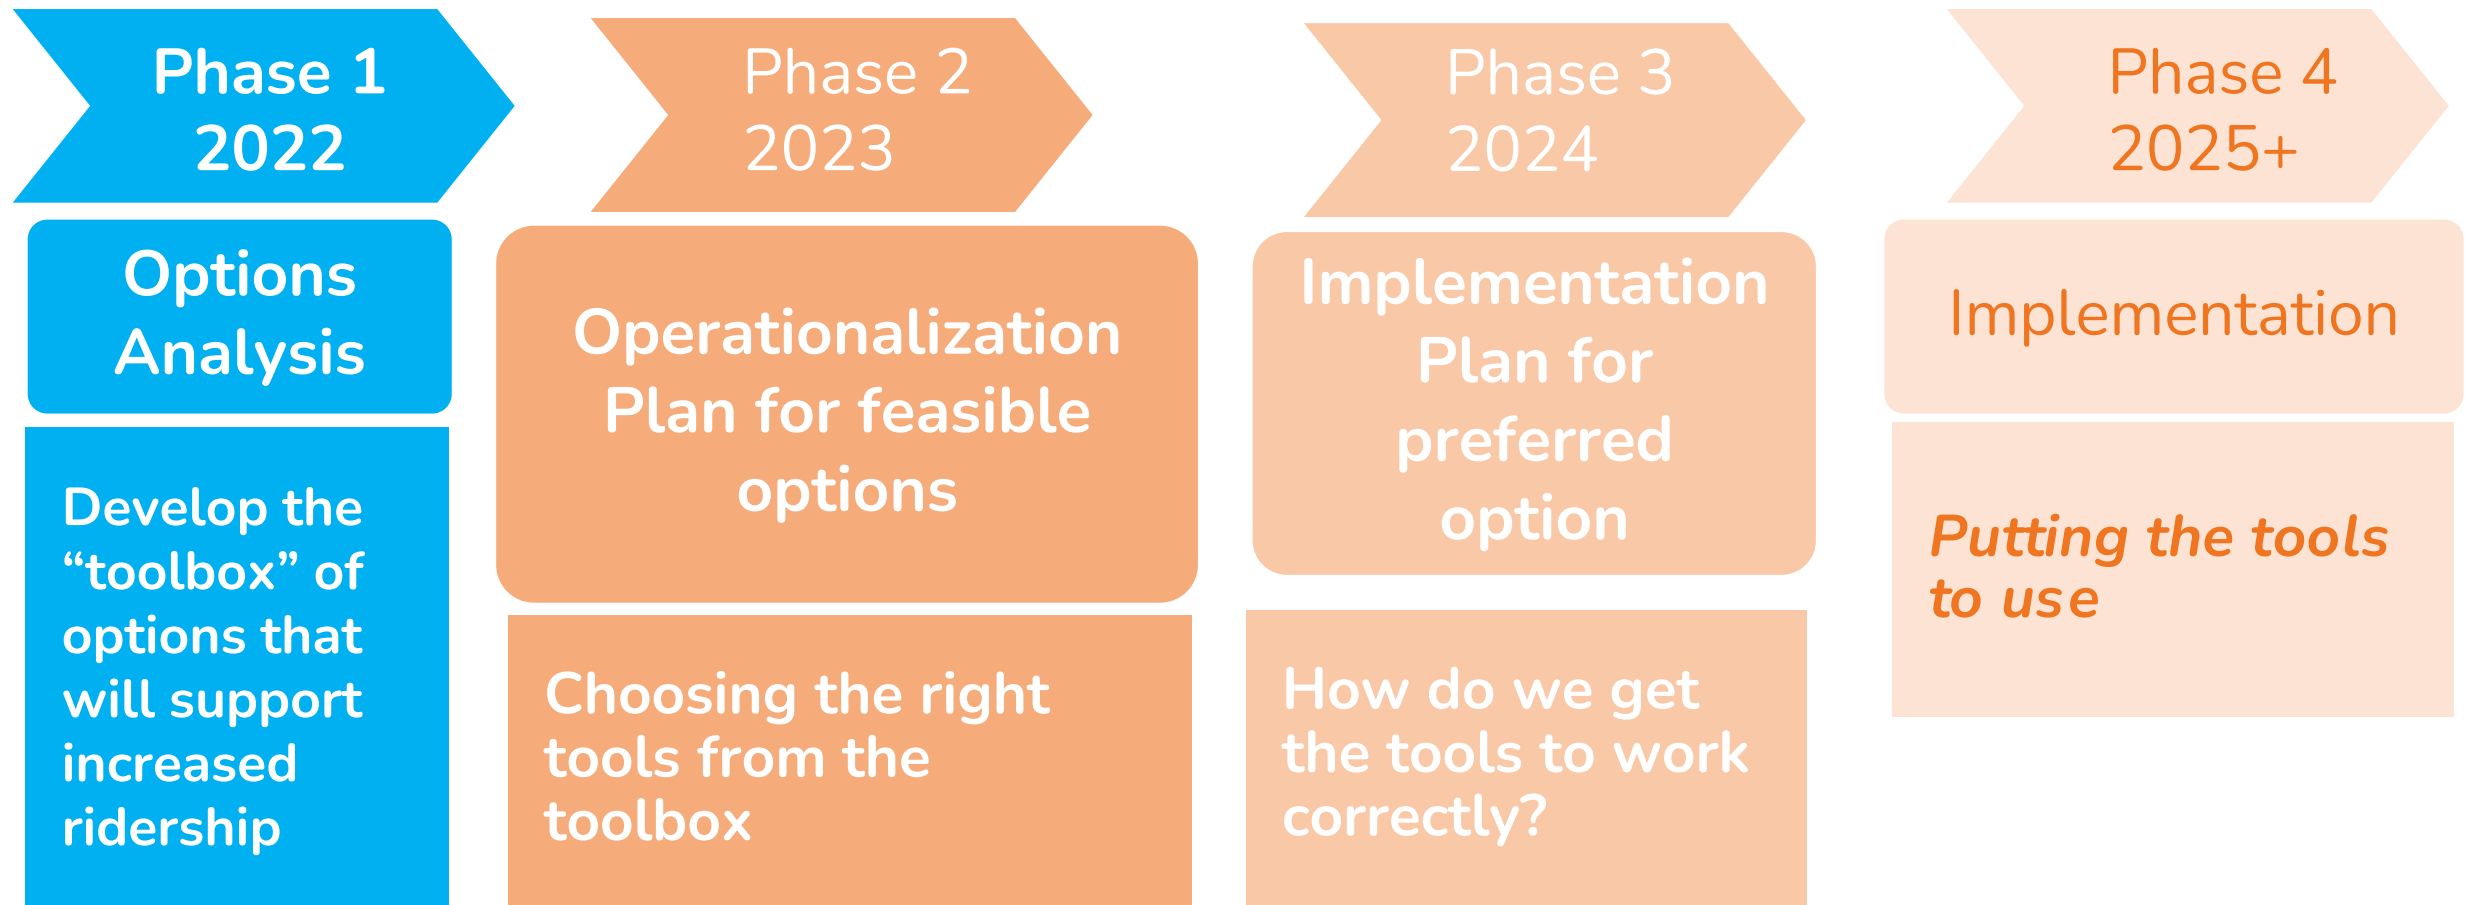 Phase 1
2022
Options
Analysis
Develop the
“toolbox” of
options that
will support
increased
ridership
Phase 2
2023
Operationalization
Plan for feasible
options
Choosing the right
tools from the
toolbox
Phase 3
2024
Implementation
Plan for
preferred
option
How do we get
the tools to work
correctly?
Phase 4
2025+
Implementation
Putting the tools
to use